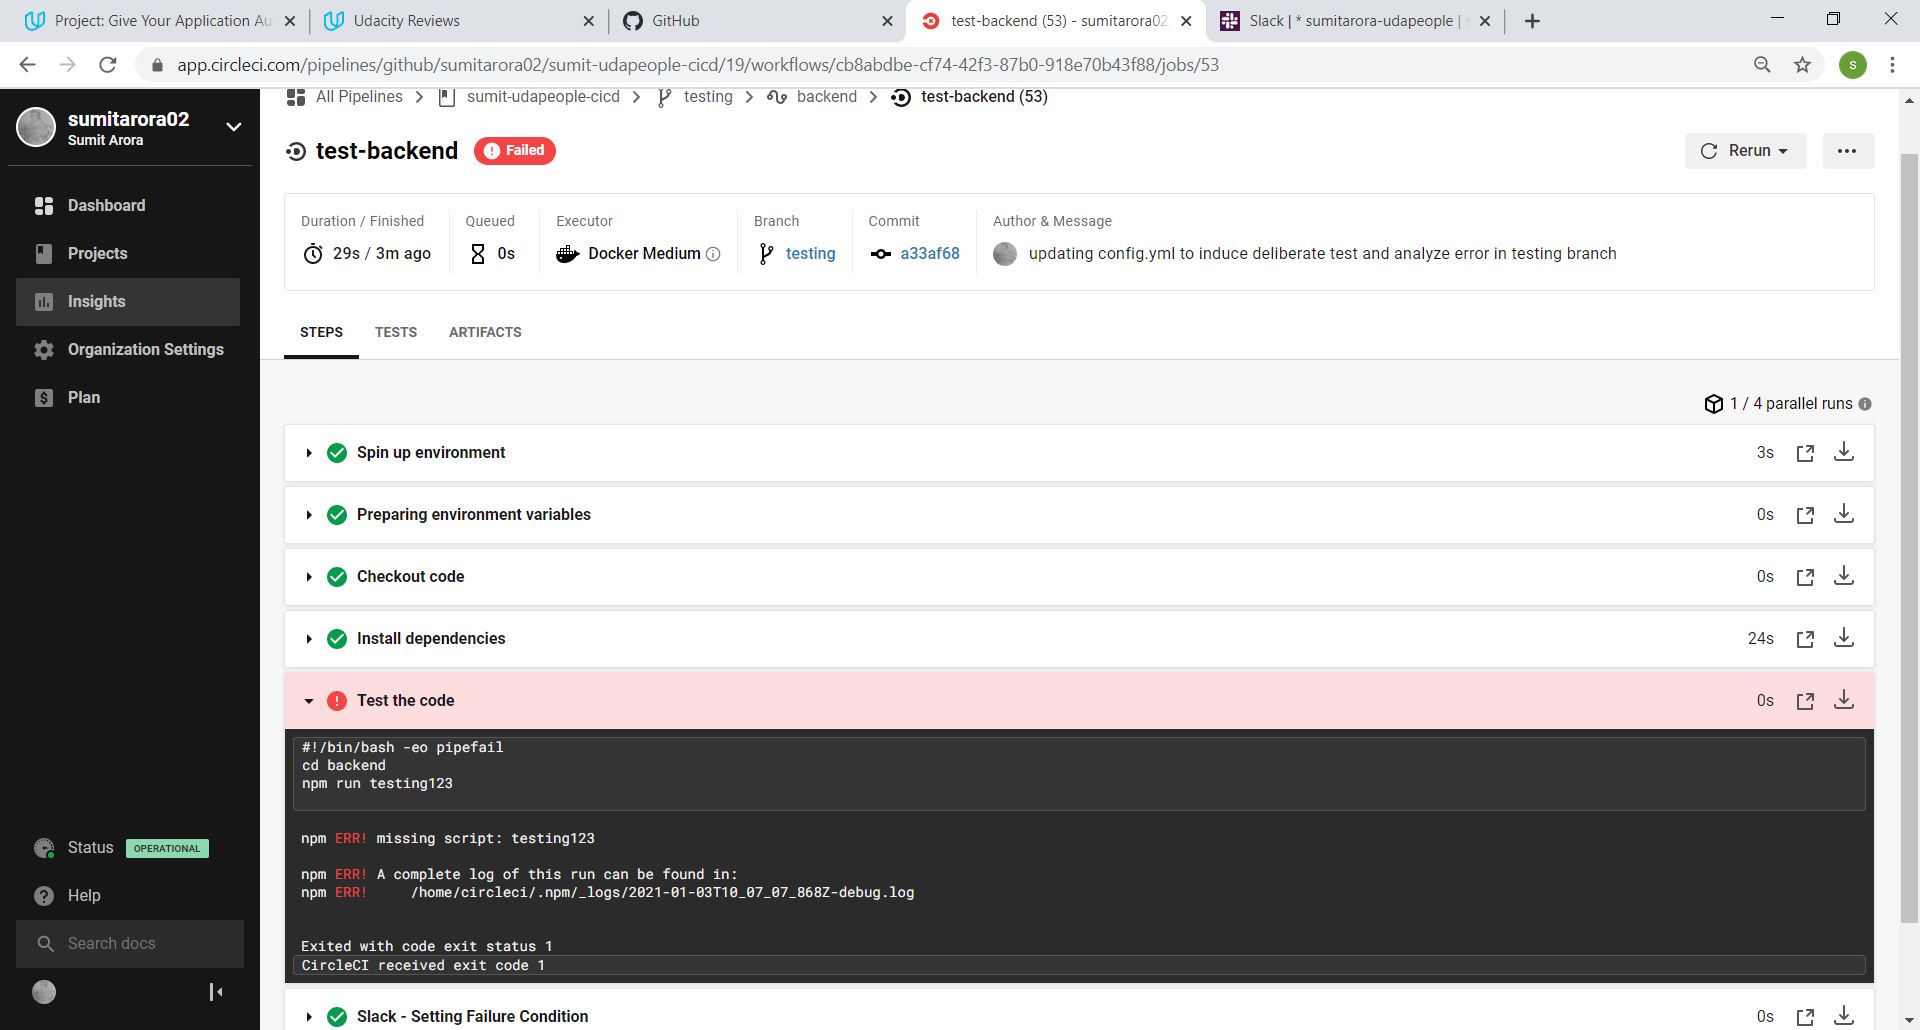 Project: Give Your Application Au
Udacity Reviews
GitHub
test-backend (53) - sumitarora02
Slack | * sumitarora-udapeople |
app.circleci.com/pipelines/github/sumitarora02/sumit-udapeople-cicd/19/workflows/cb8abdbe-cf74-42f3-87b0-918e70b43f88/jobs/53
s
sumitarora02
Sumit Arora
Dashboard
Projects
Insights
Organization Settings
Plan
Status OPERATIONAL
Help
Search docs
All Pipelines > sumit-udapeople-cicd > testing > backend > test-backend (53)
test-backend Failed
Rerun
Duration / Finished Queued Executor Branch Commit Author & Message
29s / 3m ago 0s Docker Medium testing a33af68 updating config.yml to induce deliberate test and analyze error in testing branch
STEPS TESTS ARTIFACTS
1 / 4 parallel runs
Spin up environment 3s
Preparing environment variables 0s
Checkout code 0s
Install dependencies 24s
Test the code 0s
#!/bin/bash -eo pipefail
cd backend
npm run testing123
npm ERR! missing script: testing123
npm ERR! A complete log of this run can be found in:
npm ERR!     /home/circleci/.npm/_logs/2021-01-03T10_07_07_868Z-debug.log
Exited with code exit status 1
CircleCI received exit code 1
Slack - Setting Failure Condition 0s